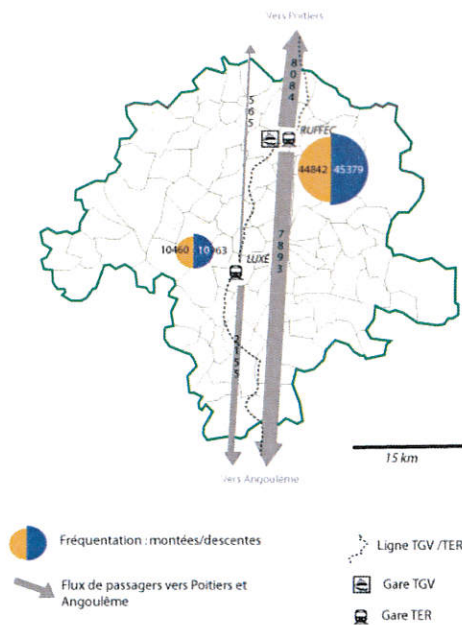 Vers Poitiers
8084
565
RUFFEC
44842 45379
7893
10460 10963
LUXÉ
2155
15 km
Vers Angoulême
Fréquentation : montées/descentes
Flux de passagers vers Poitiers et
Angoulême
Ligne TGV /TER
Gare TGV
Gare TER